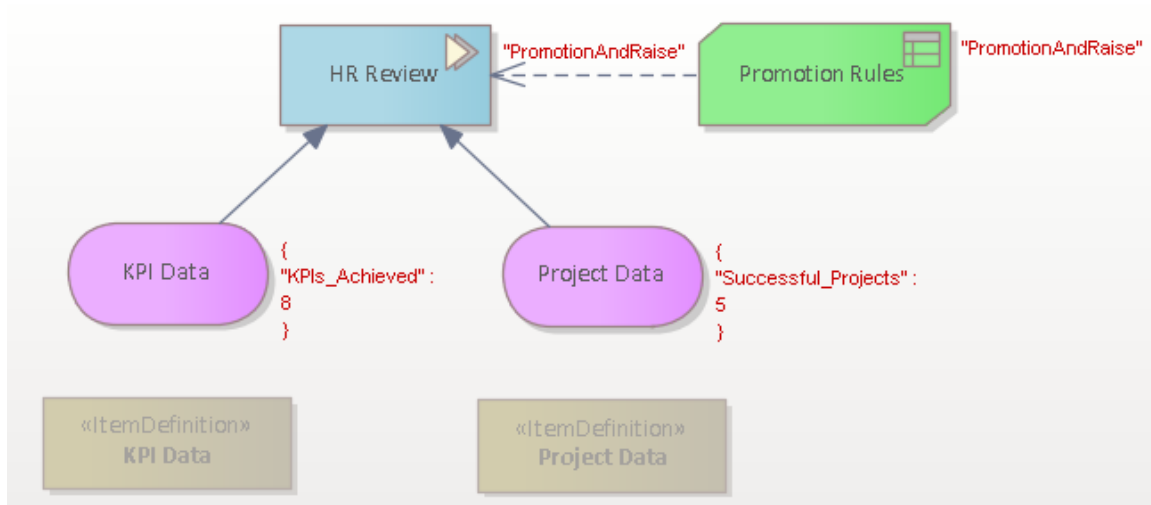 HR Review
"PromotionAndRaise"
Promotion Rules
"PromotionAndRaise"
KPI Data
{
"KPIs_Achieved" :
8
}
Project Data
{
"Successful_Projects" :
5
}
«ItemDefinition»
KPI Data
«ItemDefinition»
Project Data